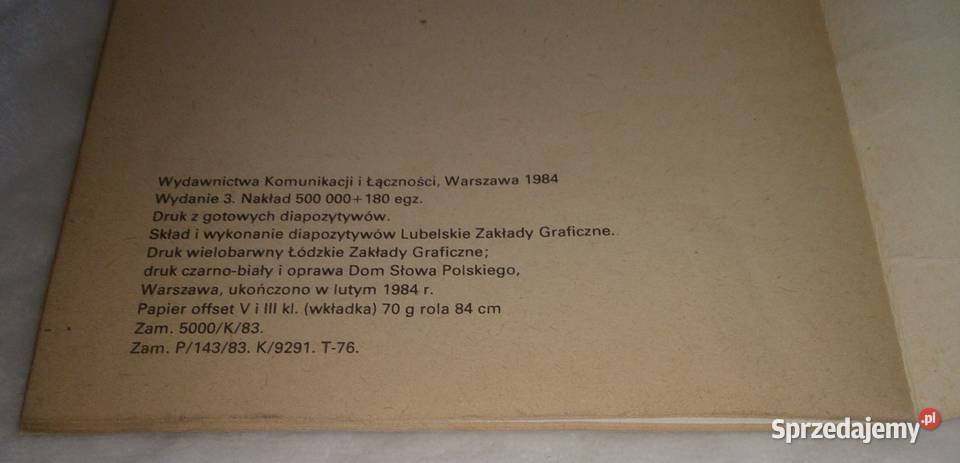 Wydawnictwa Komunikacji i Łączności, Warszawa 1984
Wydanie 3. Nakład 500 000+180 egz.
Druk z gotowych diapozytywów.
Skład i wykonanie diapozytywów Lubelskie Zakłady Graficzne.
Druk wielobarwny Łódzkie Zakłady Graficzne;
druk czarno-biały i oprawa Dom Słowa Polskiego,
Warszawa, ukończono w lutym 1984 r.
Papier offset V i III kl. (wkładka) 70 g rola 84 cm
Zam. 5000/K/83.
Zam. P/143/83. K/9291. T-76.
Sprzedajemy.pl